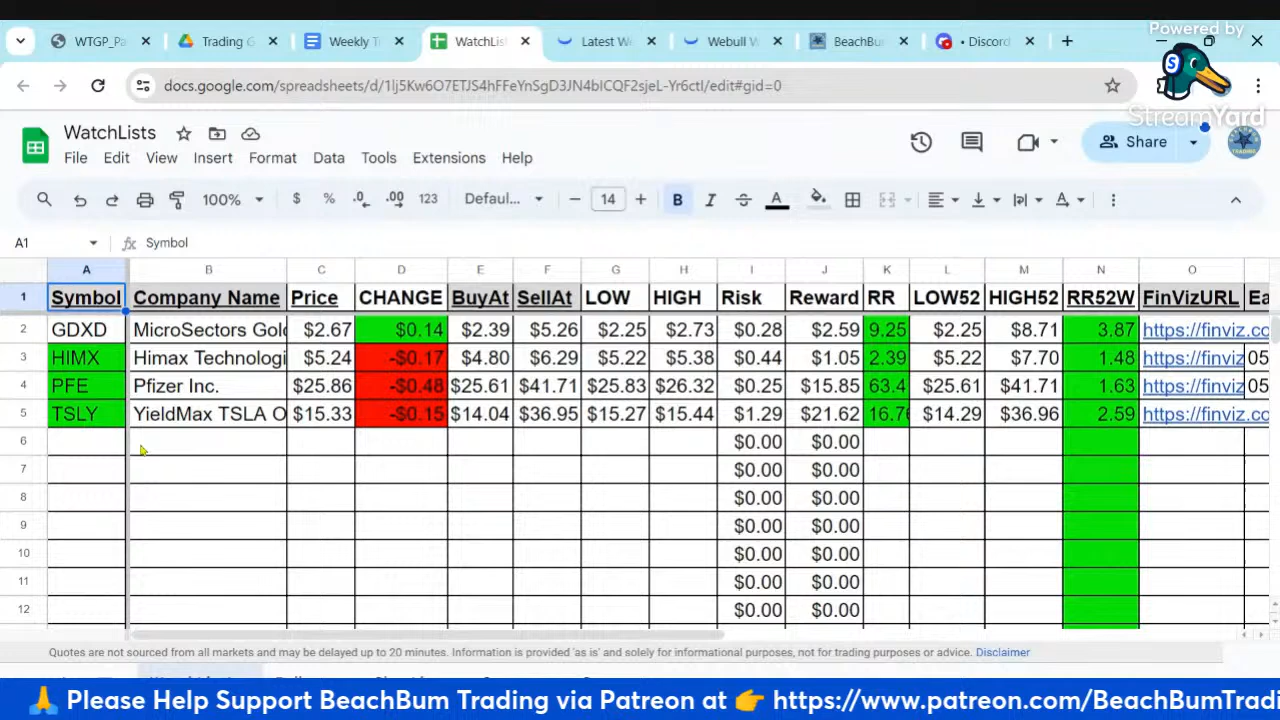 Powered by
StreamYard
WTGP_Pa
Trading G
Weekly T
WatchList
Latest We
Webull W
BeachBu
• Discord
docs.google.com/spreadsheets/d/1lj5Kw6O7ETJS4hFFeYnSgD3JN4bICQF2sjeL-Yr6ctI/edit#gid=0
WatchLists
File Edit View Insert Format Data Tools Extensions Help
Share
100% $ % .0 .00 123 Defaul... 14 B I A
A1 fx Symbol
A B C D E F G H I J K L M N O
1 Symbol Company Name Price CHANGE BuyAt SellAt LOW HIGH Risk Reward RR LOW52 HIGH52 RR52W FinVizURL Ea
2 GDXD MicroSectors Gol $2.67 $0.14 $2.39 $5.26 $2.25 $2.73 $0.28 $2.59 9.25 $2.25 $8.71 3.87 https://finviz.co
3 HIMX Himax Technologi $5.24 -$0.17 $4.80 $6.29 $5.22 $5.38 $0.44 $1.05 2.39 $5.22 $7.70 1.48 https://finviz 05
4 PFE Pfizer Inc. $25.86 -$0.48 $25.61 $41.71 $25.83 $26.32 $0.25 $15.85 63.4 $25.61 $41.71 1.63 https://finviz 05
5 TSLY YieldMax TSLA O $15.33 -$0.15 $14.04 $36.95 $15.27 $15.44 $1.29 $21.62 16.76 $14.29 $36.96 2.59 https://finviz.co
6 $0.00 $0.00
7 $0.00 $0.00
8 $0.00 $0.00
9 $0.00 $0.00
10 $0.00 $0.00
11 $0.00 $0.00
12 $0.00 $0.00
Quotes are not sourced from all markets and may be delayed up to 20 minutes. Information is provided 'as is' and solely for informational purposes, not for trading purposes or advice. Disclaimer
🙏 Please Help Support BeachBum Trading via Patreon at 👉 https://www.patreon.com/BeachBumTradi